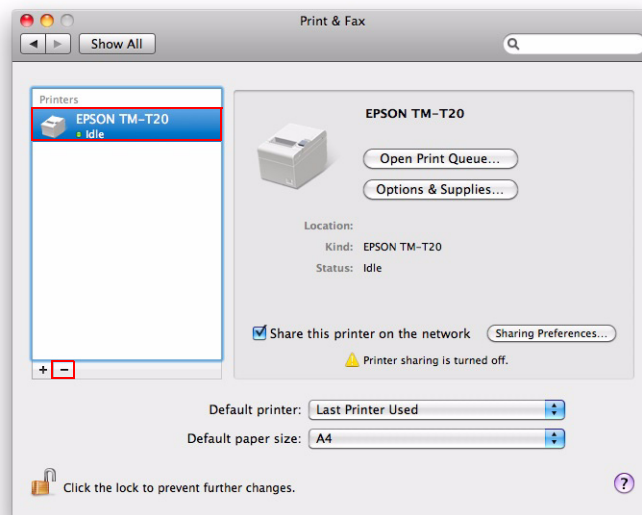 Print & Fax
Show All
Printers
EPSON TM-T20
Idle
+ −
EPSON TM-T20
Open Print Queue...
Options & Supplies...
Location:
Kind: EPSON TM-T20
Status: Idle
Share this printer on the network
Sharing Preferences...
Printer sharing is turned off.
Default printer: Last Printer Used
Default paper size: A4
Click the lock to prevent further changes.
?